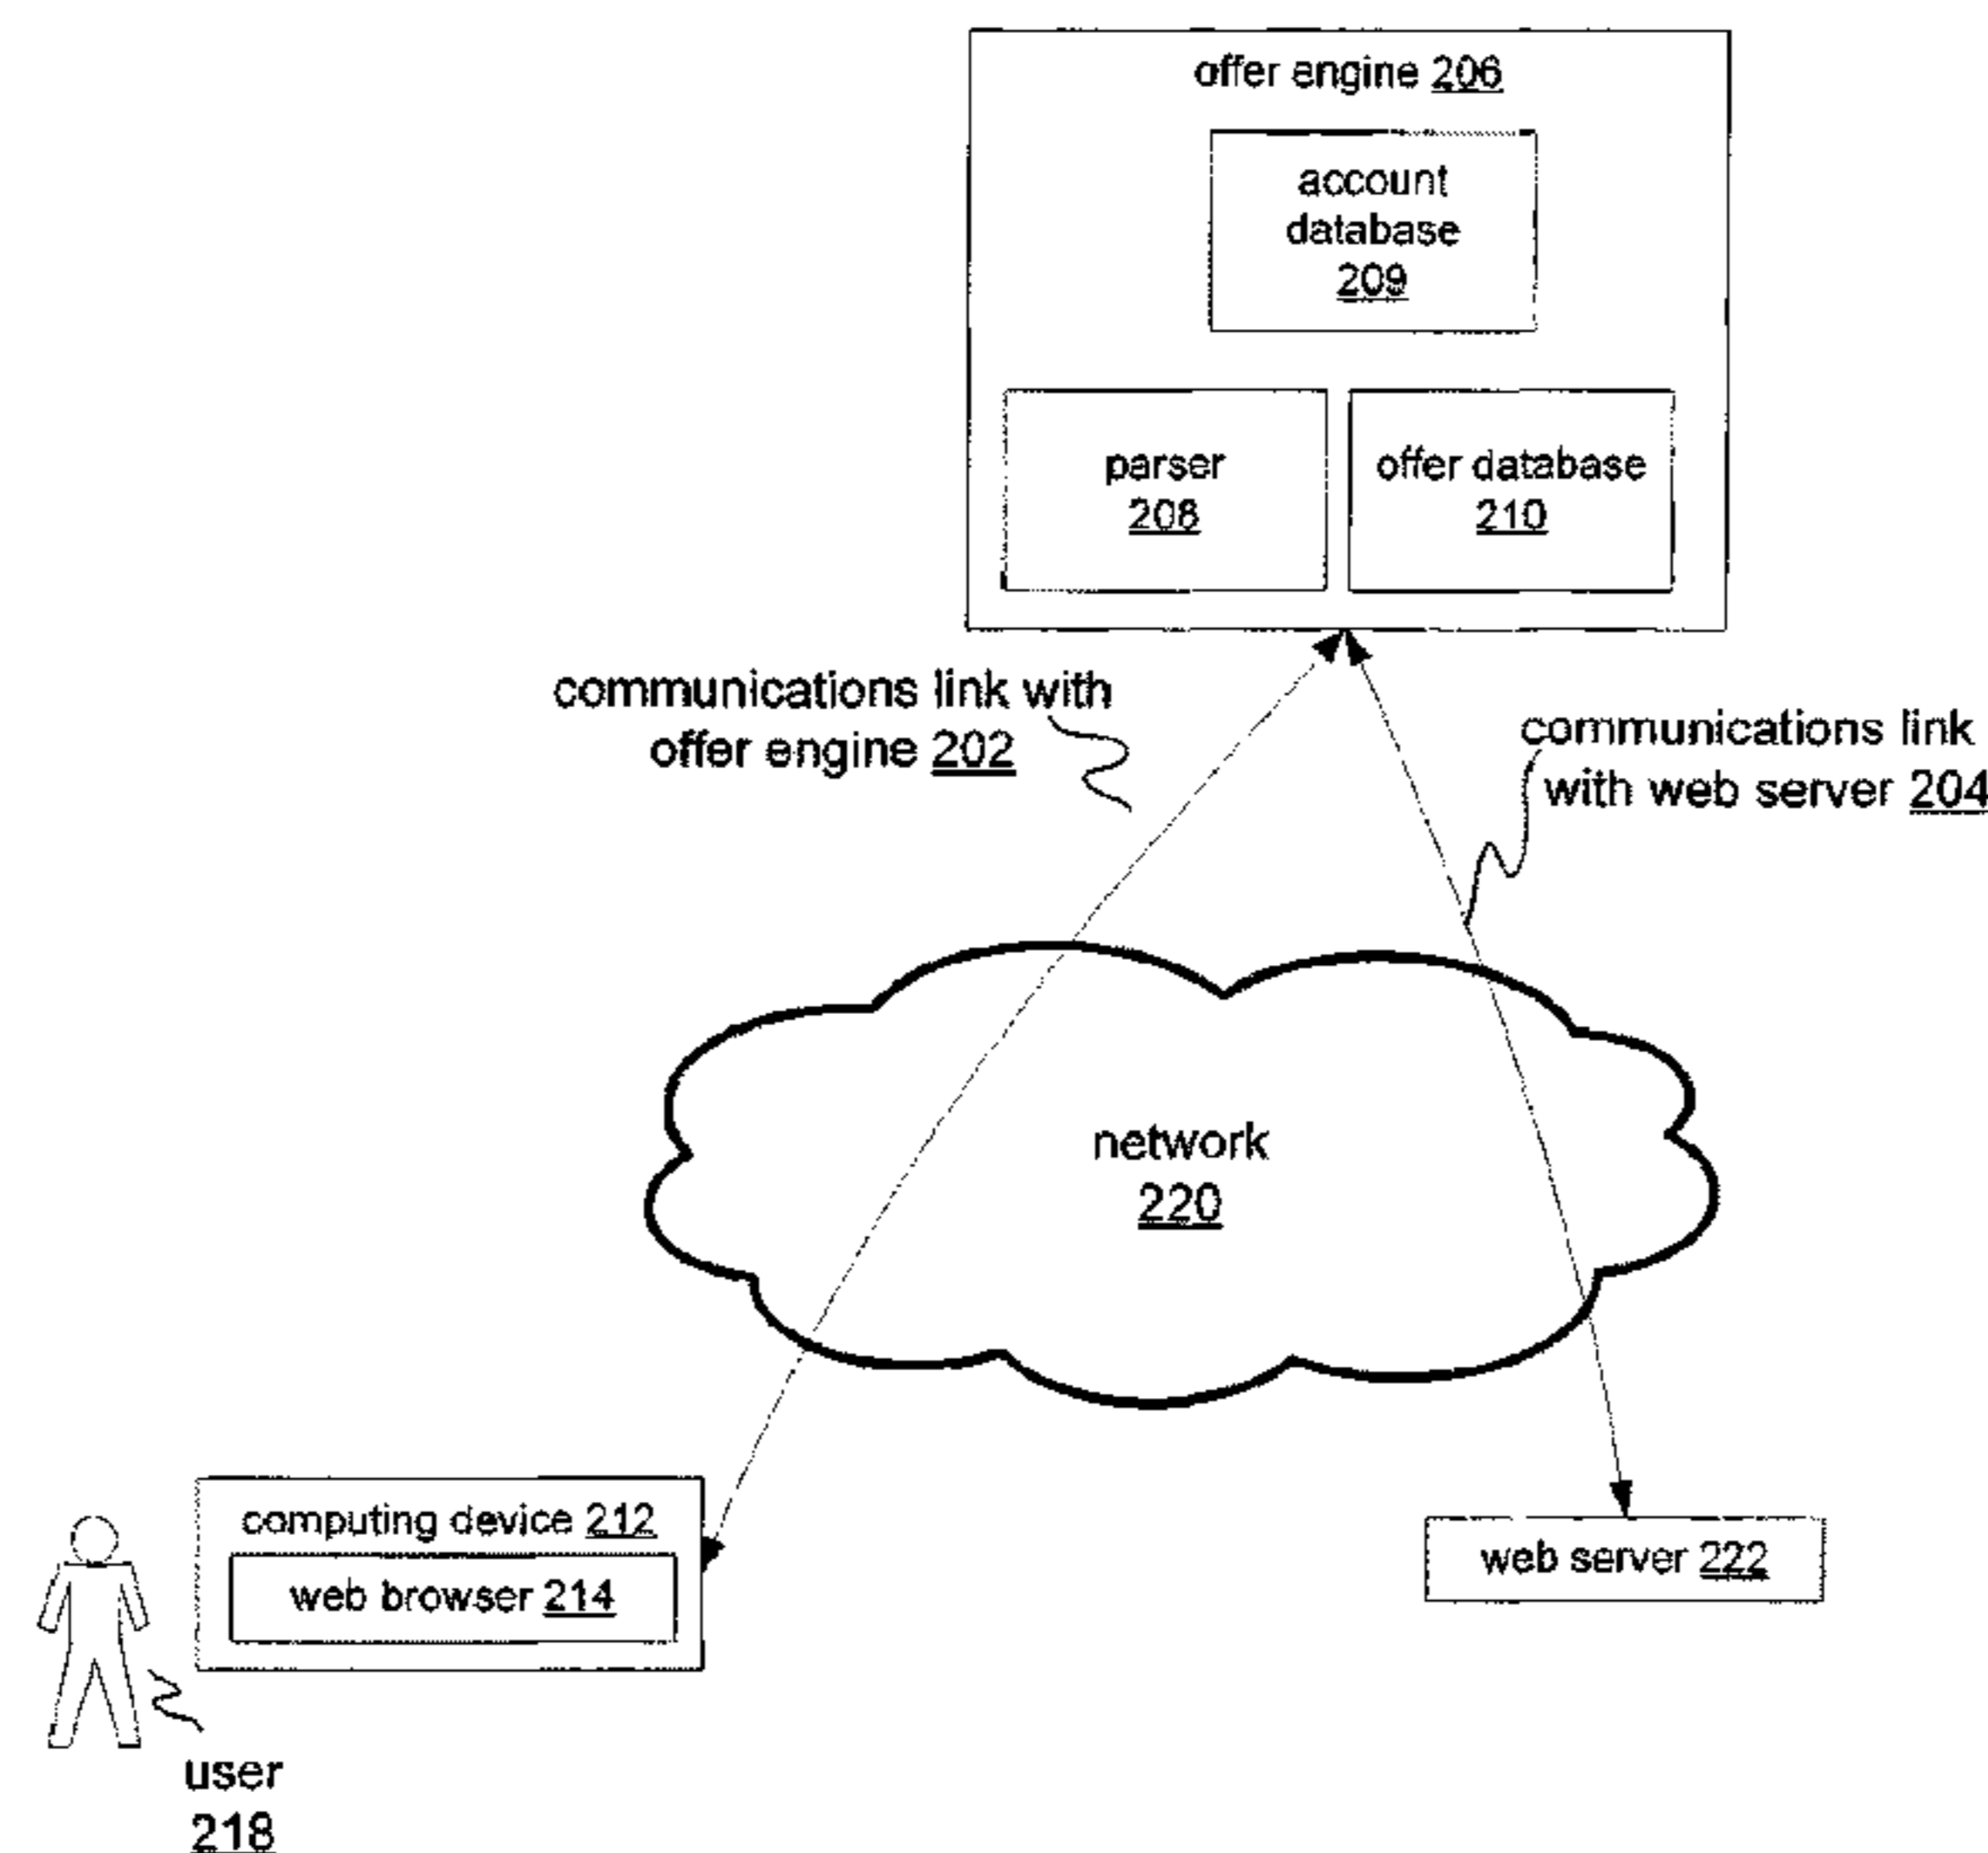 offer engine 206
account
database
209
parser
208
offer database
210
communications link with
offer engine 202
communications link
with web server 204
network
220
computing device 212
web browser 214
web server 222
user
218